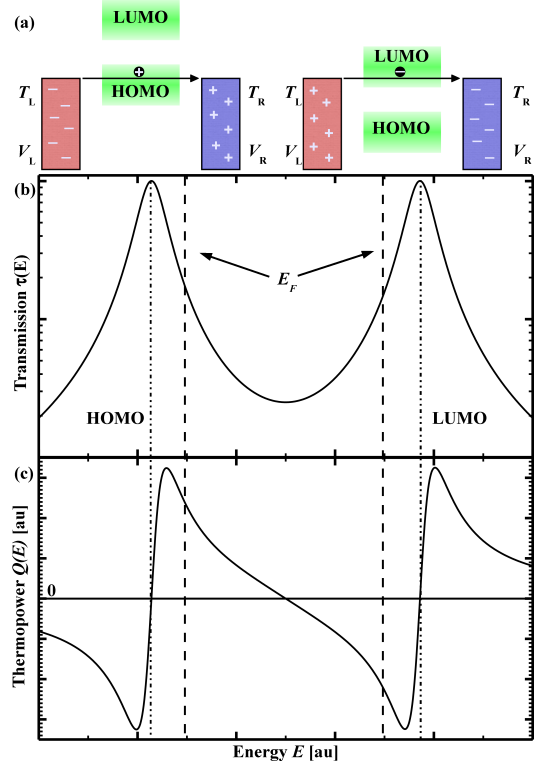 (a)
LUMO
LUMO
HOMO
HOMO
T_L
T_R
T_L
T_R
V_L
V_R
V_L
V_R
(b)
Transmission τ(E)
E_F
HOMO
LUMO
(c)
Thermopower Q(E) [au]
0
Energy E [au]